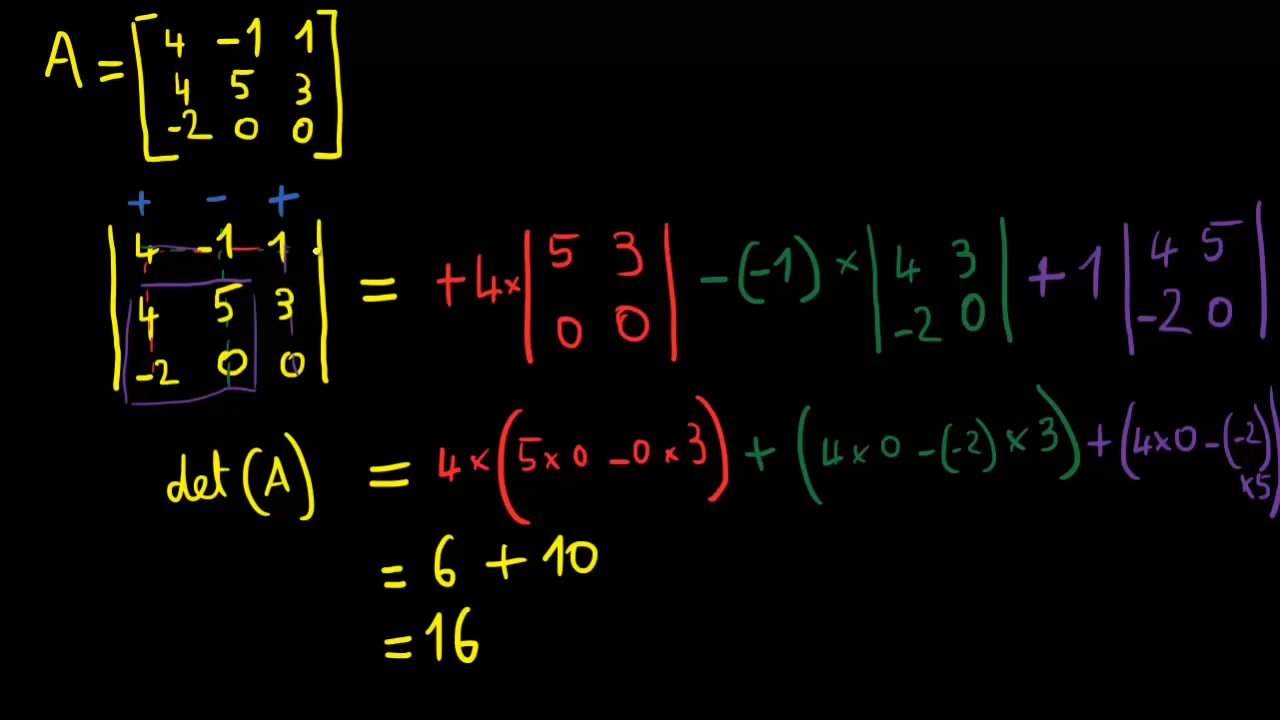 A = [ 4 -1 1
4 5 3
-2 0 0 ]
+ - +
| 4 -1 1 | = +4× | 5 3 | -(-1) × | 4 3 | +1 | 4 5 |
| 4 5 3 | | 0 0 | | -2 0 | | -2 0 |
| -2 0 0 |
det(A) = 4×(5×0 -0×3) + (4×0 -(-2)×3) + (4×0 -(-2)
×5)
= 6 + 10
= 16